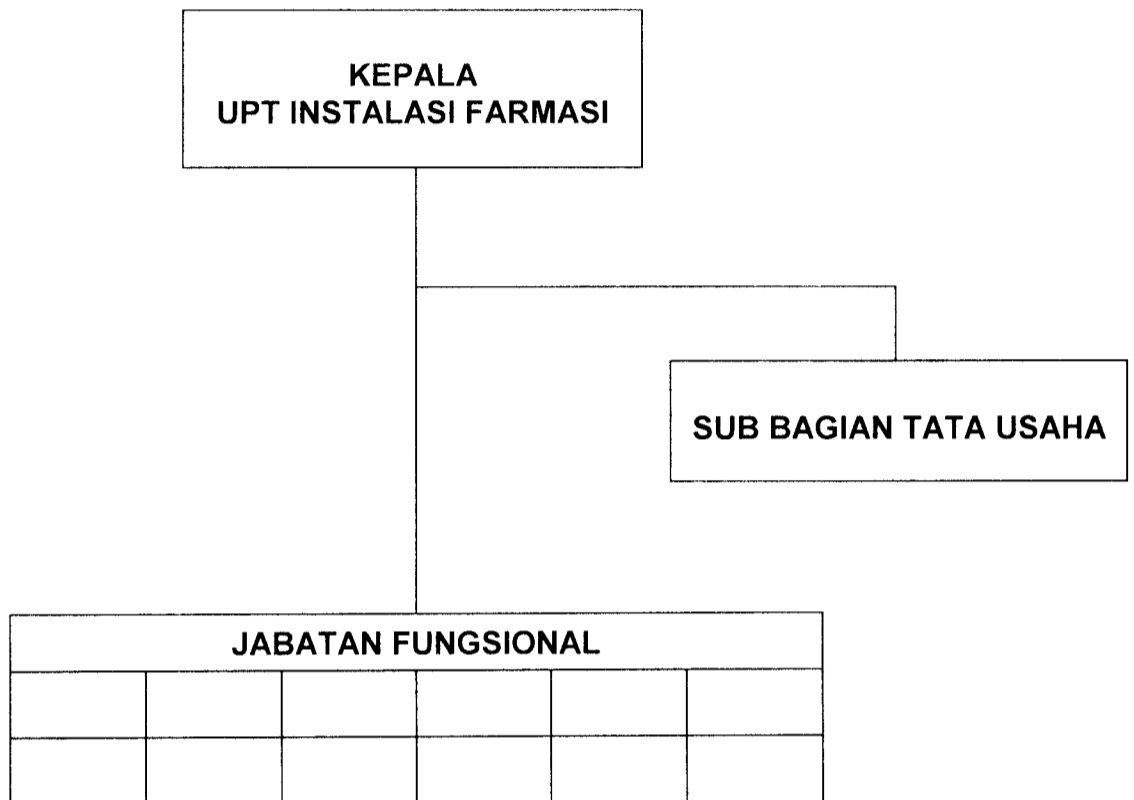 KEPALA
UPT INSTALASI FARMASI
SUB BAGIAN TATA USAHA
JABATAN FUNGSIONAL